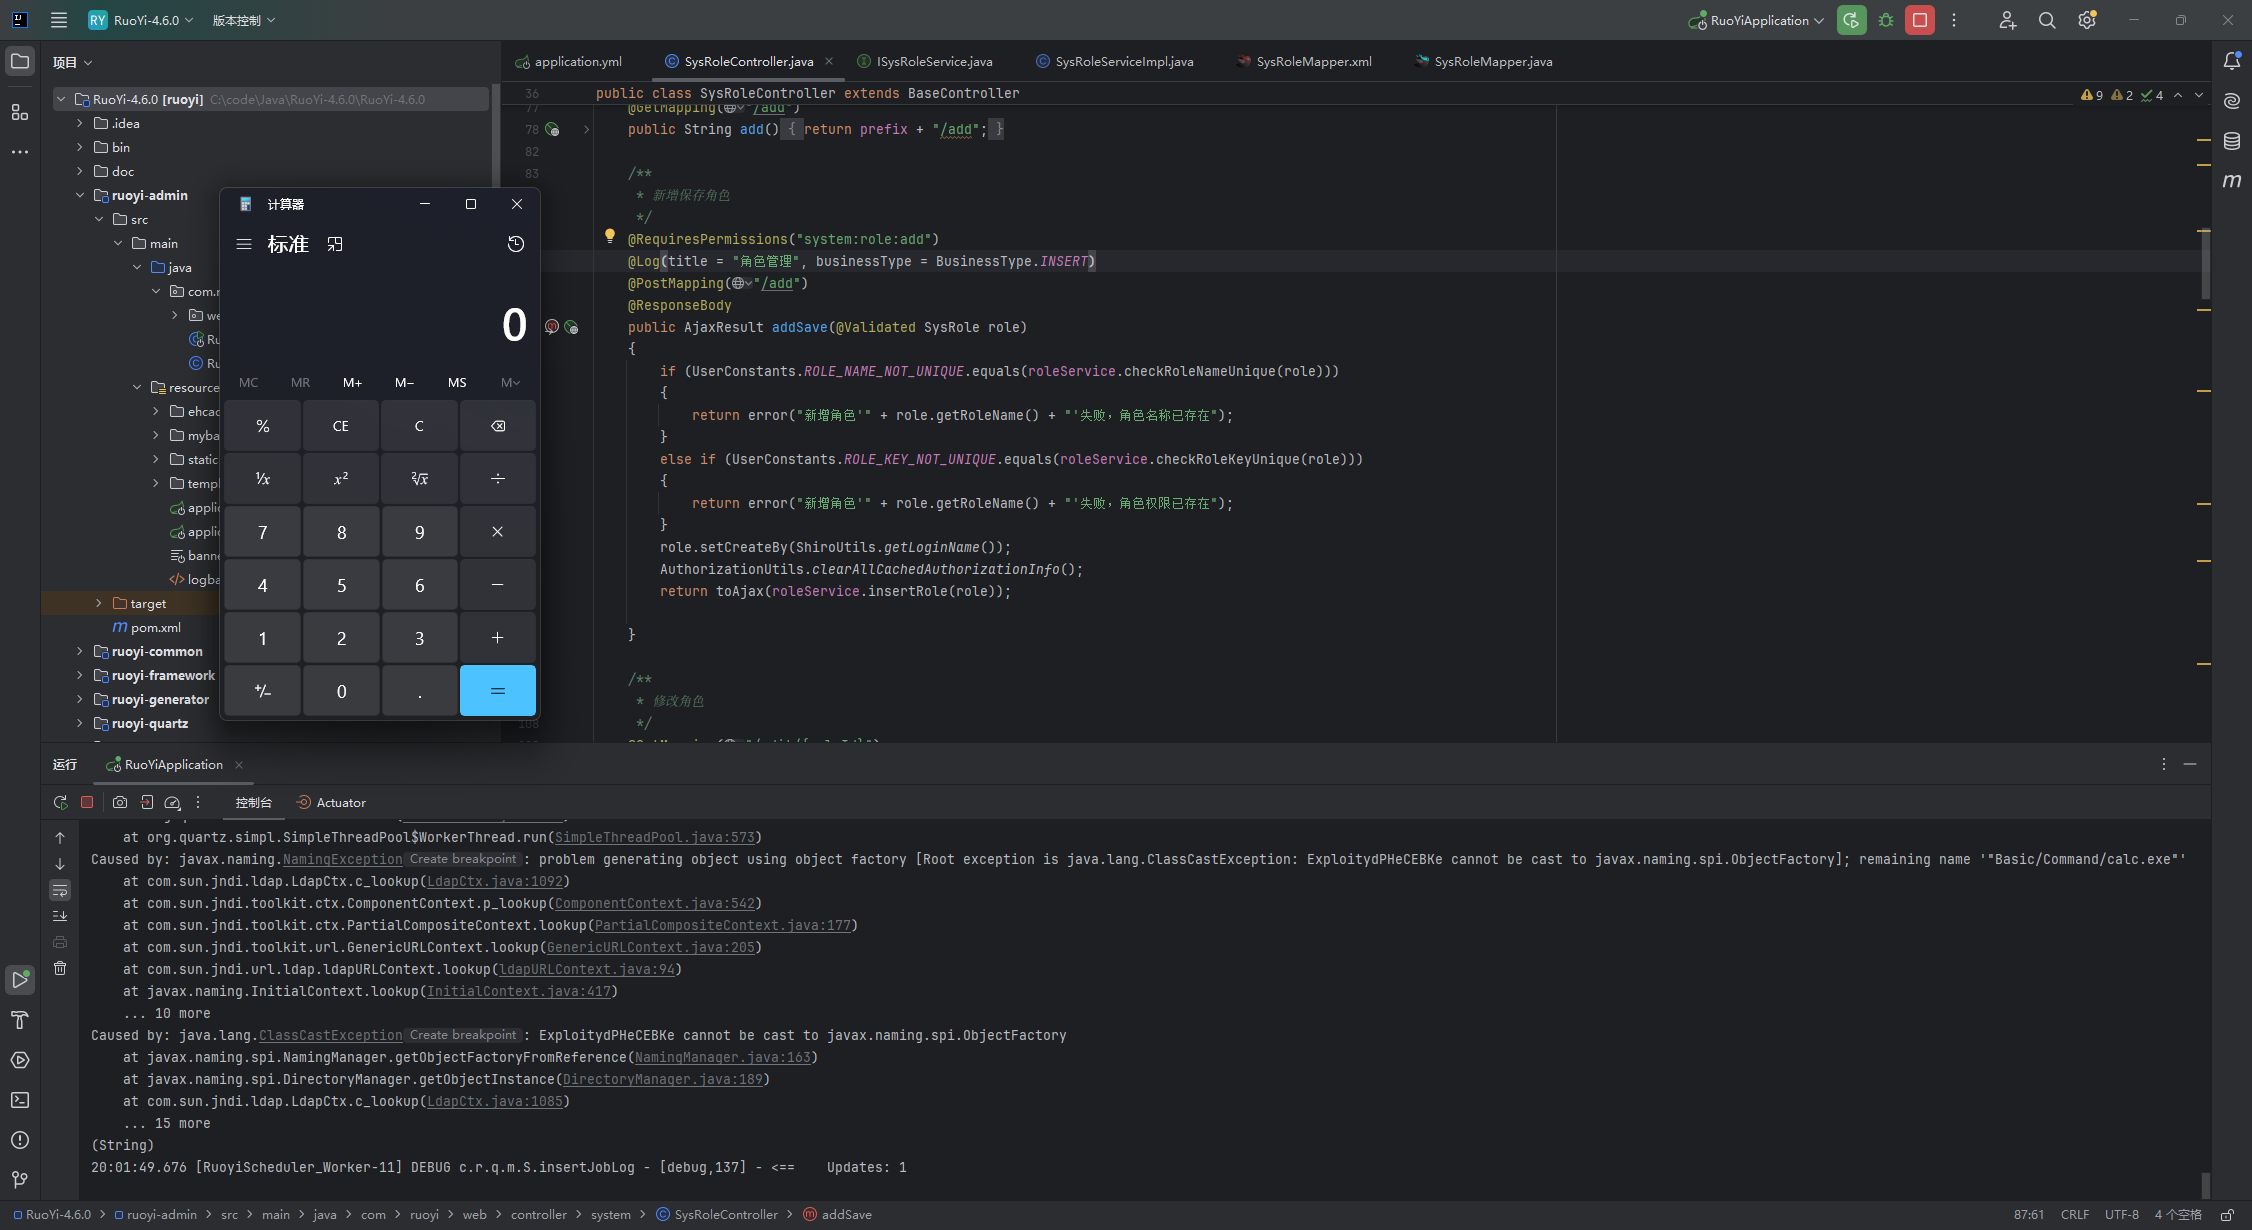 RY RuoYi-4.6.0 版本控制 RuoYiApplication
项目
RuoYi-4.6.0 [ruoyi] C:\code\Java\RuoYi-4.6.0\RuoYi-4.6.0
.idea
bin
doc
ruoyi-admin
src
main
java
com.r
we
Ru
Ru
resource
ehcac
myba
static
templ
applic
applic
banne
logba
target
pom.xml
ruoyi-common
ruoyi-framework
ruoyi-generator
ruoyi-quartz
计算器
标准
0
MC MR M+ M− MS M
% CE C
¹/x x² ²√x ÷
7 8 9 ×
4 5 6 −
1 2 3 +
+/− 0 . =
application.yml SysRoleController.java ISysRoleService.java SysRoleServiceImpl.java SysRoleMapper.xml SysRoleMapper.java
9 2 4
36 public class SysRoleController extends BaseController
77 @GetMapping("/add")
78 public String add() { return prefix + "/add"; }
82
83 /**
* 新增保存角色
*/
@RequiresPermissions("system:role:add")
@Log(title = "角色管理", businessType = BusinessType.INSERT)
@PostMapping("/add")
@ResponseBody
public AjaxResult addSave(@Validated SysRole role)
{
if (UserConstants.ROLE_NAME_NOT_UNIQUE.equals(roleService.checkRoleNameUnique(role)))
{
return error("新增角色'" + role.getRoleName() + "'失败，角色名称已存在");
}
else if (UserConstants.ROLE_KEY_NOT_UNIQUE.equals(roleService.checkRoleKeyUnique(role)))
{
return error("新增角色'" + role.getRoleName() + "'失败，角色权限已存在");
}
role.setCreateBy(ShiroUtils.getLoginName());
AuthorizationUtils.clearAllCachedAuthorizationInfo();
return toAjax(roleService.insertRole(role));
}
/**
* 修改角色
108 */
运行 RuoYiApplication
控制台 Actuator
at org.quartz.simpl.SimpleThreadPool$WorkerThread.run(SimpleThreadPool.java:573)
Caused by: javax.naming.NamingException Create breakpoint : problem generating object using object factory [Root exception is java.lang.ClassCastException: ExploitydPHeCEBKe cannot be cast to javax.naming.spi.ObjectFactory]; remaining name '"Basic/Command/calc.exe"'
at com.sun.jndi.ldap.LdapCtx.c_lookup(LdapCtx.java:1092)
at com.sun.jndi.toolkit.ctx.ComponentContext.p_lookup(ComponentContext.java:542)
at com.sun.jndi.toolkit.ctx.PartialCompositeContext.lookup(PartialCompositeContext.java:177)
at com.sun.jndi.toolkit.url.GenericURLContext.lookup(GenericURLContext.java:205)
at com.sun.jndi.url.ldap.ldapURLContext.lookup(ldapURLContext.java:94)
at javax.naming.InitialContext.lookup(InitialContext.java:417)
... 10 more
Caused by: java.lang.ClassCastException Create breakpoint : ExploitydPHeCEBKe cannot be cast to javax.naming.spi.ObjectFactory
at javax.naming.spi.NamingManager.getObjectFactoryFromReference(NamingManager.java:163)
at javax.naming.spi.DirectoryManager.getObjectInstance(DirectoryManager.java:189)
at com.sun.jndi.ldap.LdapCtx.c_lookup(LdapCtx.java:1085)
... 15 more
(String)
20:01:49.676 [RuoyiScheduler_Worker-11] DEBUG c.r.q.m.S.insertJobLog - [debug,137] - <== Updates: 1
RuoYi-4.6.0 > ruoyi-admin > src > main > java > com > ruoyi > web > controller > system > SysRoleController > addSave 87:61 CRLF UTF-8 4 个空格